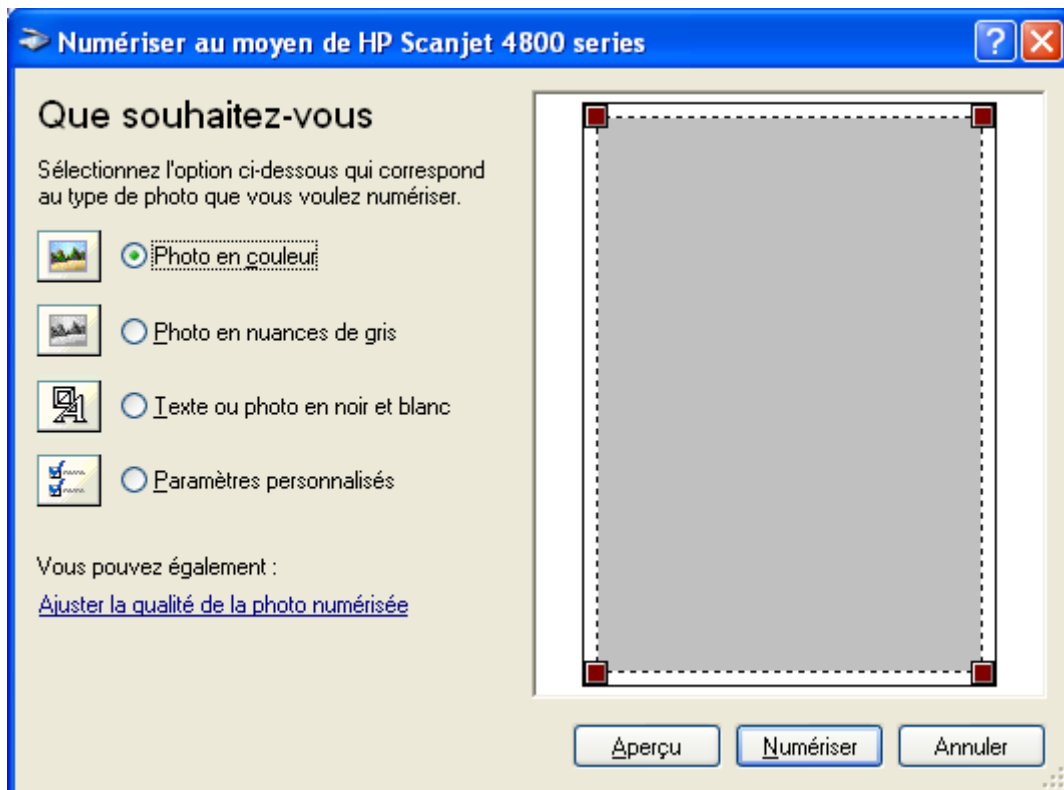 Numériser au moyen de HP Scanjet 4800 series
Que souhaitez-vous
Sélectionnez l'option ci-dessous qui correspond
au type de photo que vous voulez numériser.
Photo en couleur
Photo en nuances de gris
Texte ou photo en noir et blanc
Paramètres personnalisés
Vous pouvez également :
Ajuster la qualité de la photo numérisée
Aperçu
Numériser
Annuler